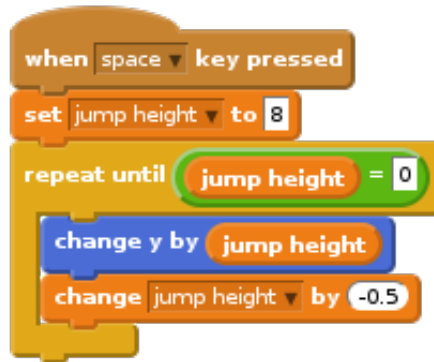 when space key pressed
set jump height to 8
repeat until jump height = 0
change y by jump height
change jump height by -0.5